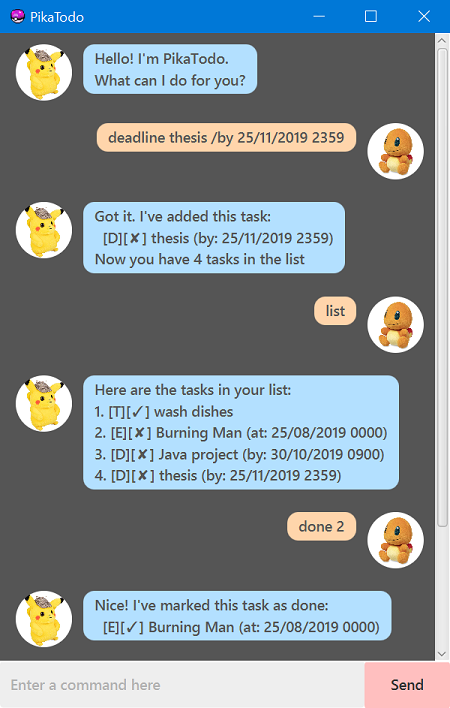 PikaTodo
Hello! I'm PikaTodo.
What can I do for you?
deadline thesis /by 25/11/2019 2359
Got it. I've added this task:
[D][✘] thesis (by: 25/11/2019 2359)
Now you have 4 tasks in the list
list
Here are the tasks in your list:
1. [T][✓] wash dishes
2. [E][✘] Burning Man (at: 25/08/2019 0000)
3. [D][✘] Java project (by: 30/10/2019 0900)
4. [D][✘] thesis (by: 25/11/2019 2359)
done 2
Nice! I've marked this task as done:
[E][✓] Burning Man (at: 25/08/2019 0000)
Enter a command here
Send